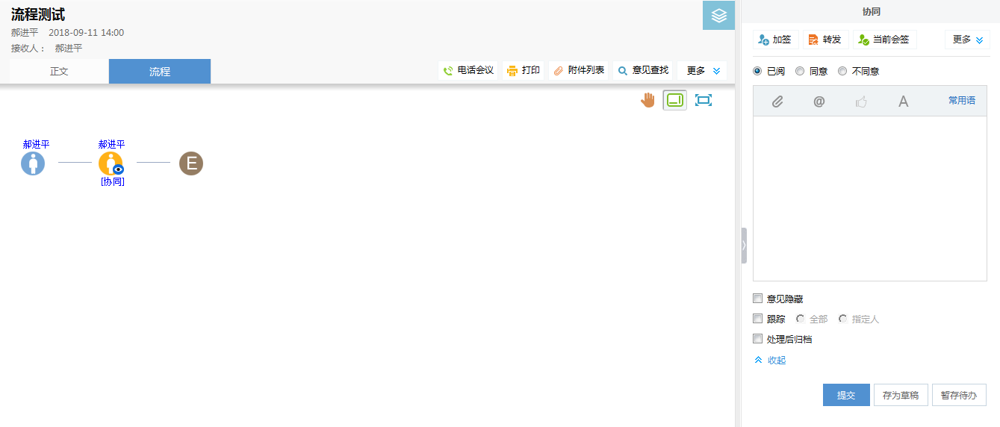 流程测试
郝进平 2018-09-11 14:00
接收人： 郝进平
正文 流程
电话会议 打印 附件列表 意见查找 更多
郝进平 郝进平
E
[协同]
协同
加签 转发 当前会签 更多
已阅 同意 不同意
@ A 常用语
意见隐藏
跟踪 全部 指定人
处理后归档
收起
提交 存为草稿 暂存待办